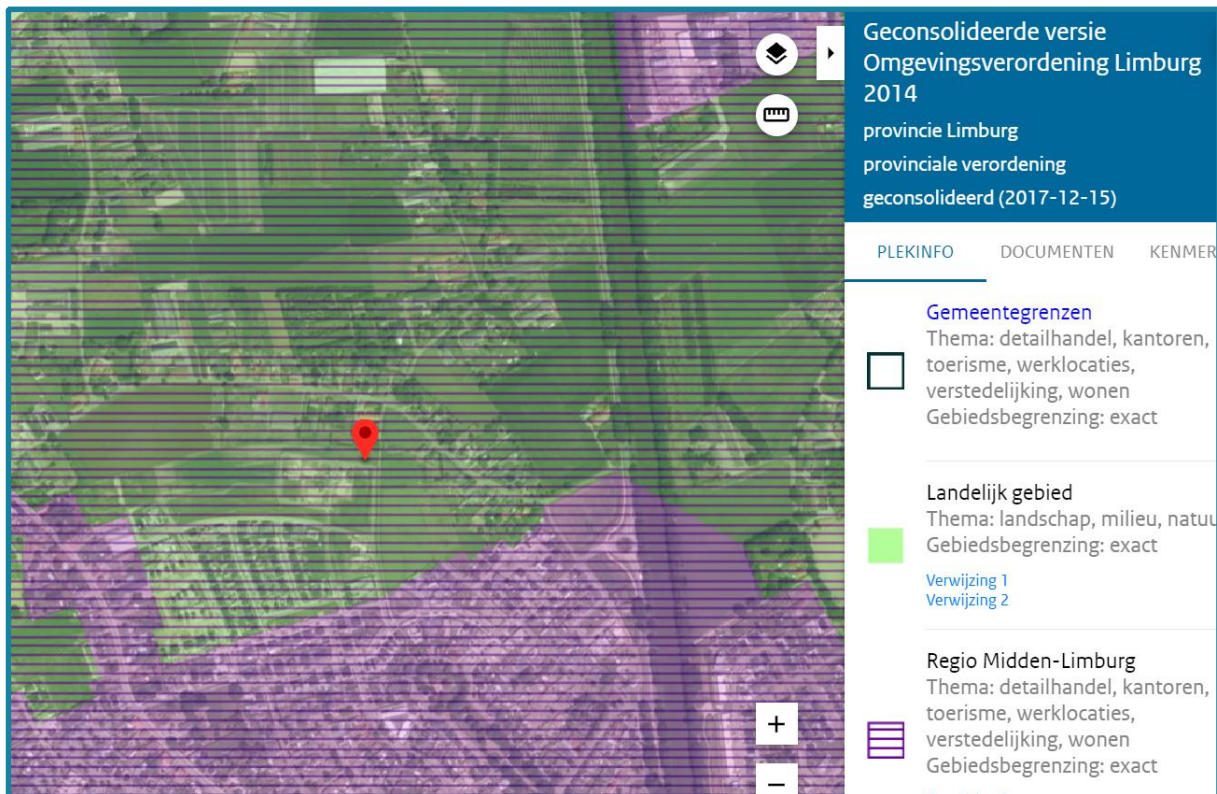 Geconsolideerde versie
Omgevingsverordening Limburg
2014
provincie Limburg
provinciale verordening
geconsolideerd (2017-12-15)
PLEKINFO DOCUMENTEN KENMER
Gemeentegrenzen
Thema: detailhandel, kantoren,
toerisme, werklocaties,
verstedelijking, wonen
Gebiedsbegrenzing: exact
Landelijk gebied
Thema: landschap, milieu, natuu
Gebiedsbegrenzing: exact
Verwijzing 1
Verwijzing 2
Regio Midden-Limburg
Thema: detailhandel, kantoren,
toerisme, werklocaties,
verstedelijking, wonen
Gebiedsbegrenzing: exact